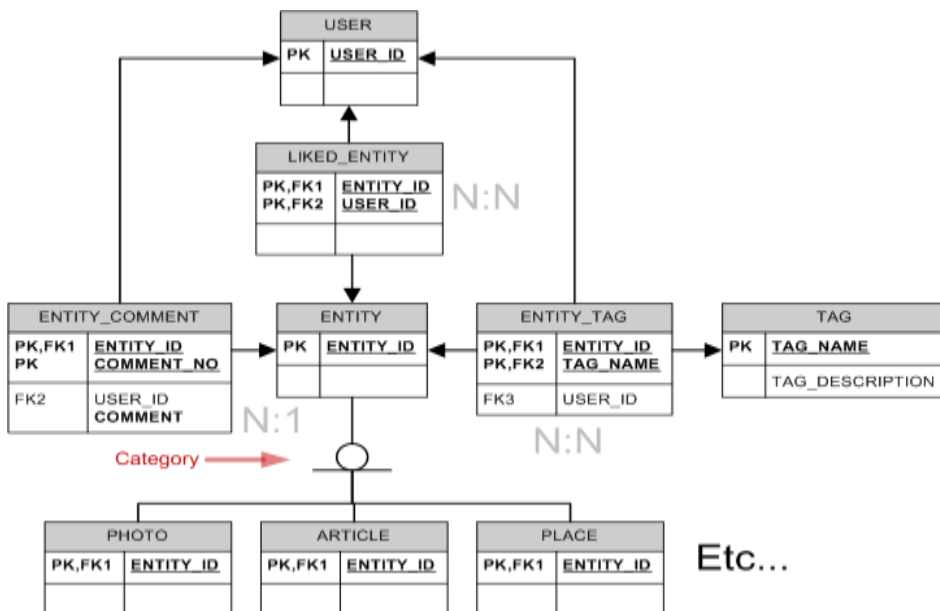 USER
PK USER_ID
LIKED_ENTITY
PK,FK1 ENTITY_ID
PK,FK2 USER_ID
N:N
ENTITY_COMMENT
PK,FK1 ENTITY_ID
PK COMMENT_NO
FK2 USER_ID
COMMENT
N:1
ENTITY
PK ENTITY_ID
ENTITY_TAG
PK,FK1 ENTITY_ID
PK,FK2 TAG_NAME
FK3 USER_ID
N:N
TAG
PK TAG_NAME
TAG_DESCRIPTION
Category
PHOTO
PK,FK1 ENTITY_ID
ARTICLE
PK,FK1 ENTITY_ID
PLACE
PK,FK1 ENTITY_ID
Etc...